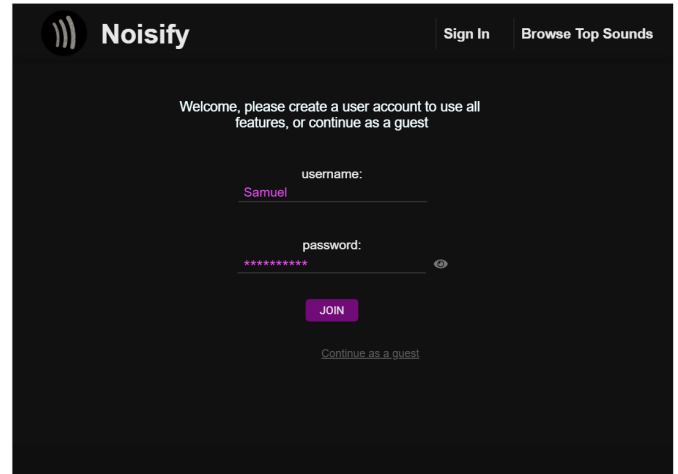 Noisify
Sign In
Browse Top Sounds
Welcome, please create a user account to use all
features, or continue as a guest
username:
Samuel
password:
**********
JOIN
Continue as a guest